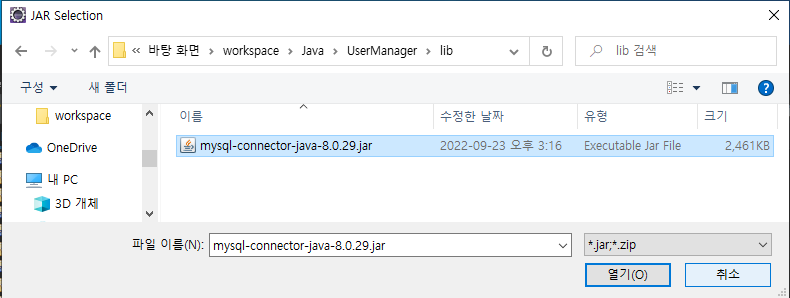 JAR Selection
« 바탕 화면 > workspace > Java > UserManager > lib
lib 검색
구성
새 폴더
이름
수정한 날짜
유형
크기
workspace
OneDrive
내 PC
3D 개체
mysql-connector-java-8.0.29.jar
2022-09-23 오후 3:16
Executable Jar File
2,461KB
파일 이름(N):
mysql-connector-java-8.0.29.jar
*.jar;*.zip
열기(O)
취소